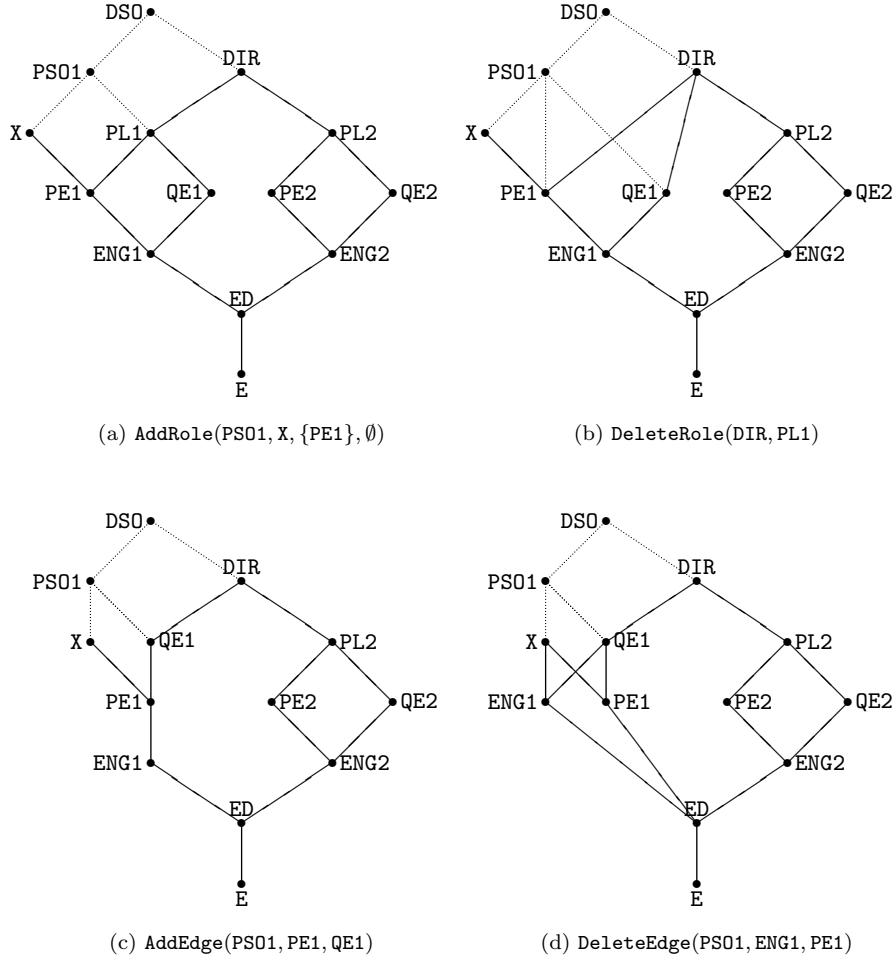 DSO
DIR
PSO1
X
PL1
PL2
PE1
QE1
PE2
QE2
ENG1
ENG2
ED
E
(a) AddRole(PSO1, X, {PE1}, ∅)
DSO
DIR
PSO1
X
PL2
PE1
QE1
PE2
QE2
ENG1
ENG2
ED
E
(b) DeleteRole(DIR, PL1)
DSO
DIR
PSO1
X
QE1
PL2
PE1
PE2
QE2
ENG1
ENG2
ED
E
(c) AddEdge(PSO1, PE1, QE1)
DSO
DIR
PSO1
X
QE1
PL2
ENG1
PE1
PE2
QE2
ENG2
ED
E
(d) DeleteEdge(PSO1, ENG1, PE1)